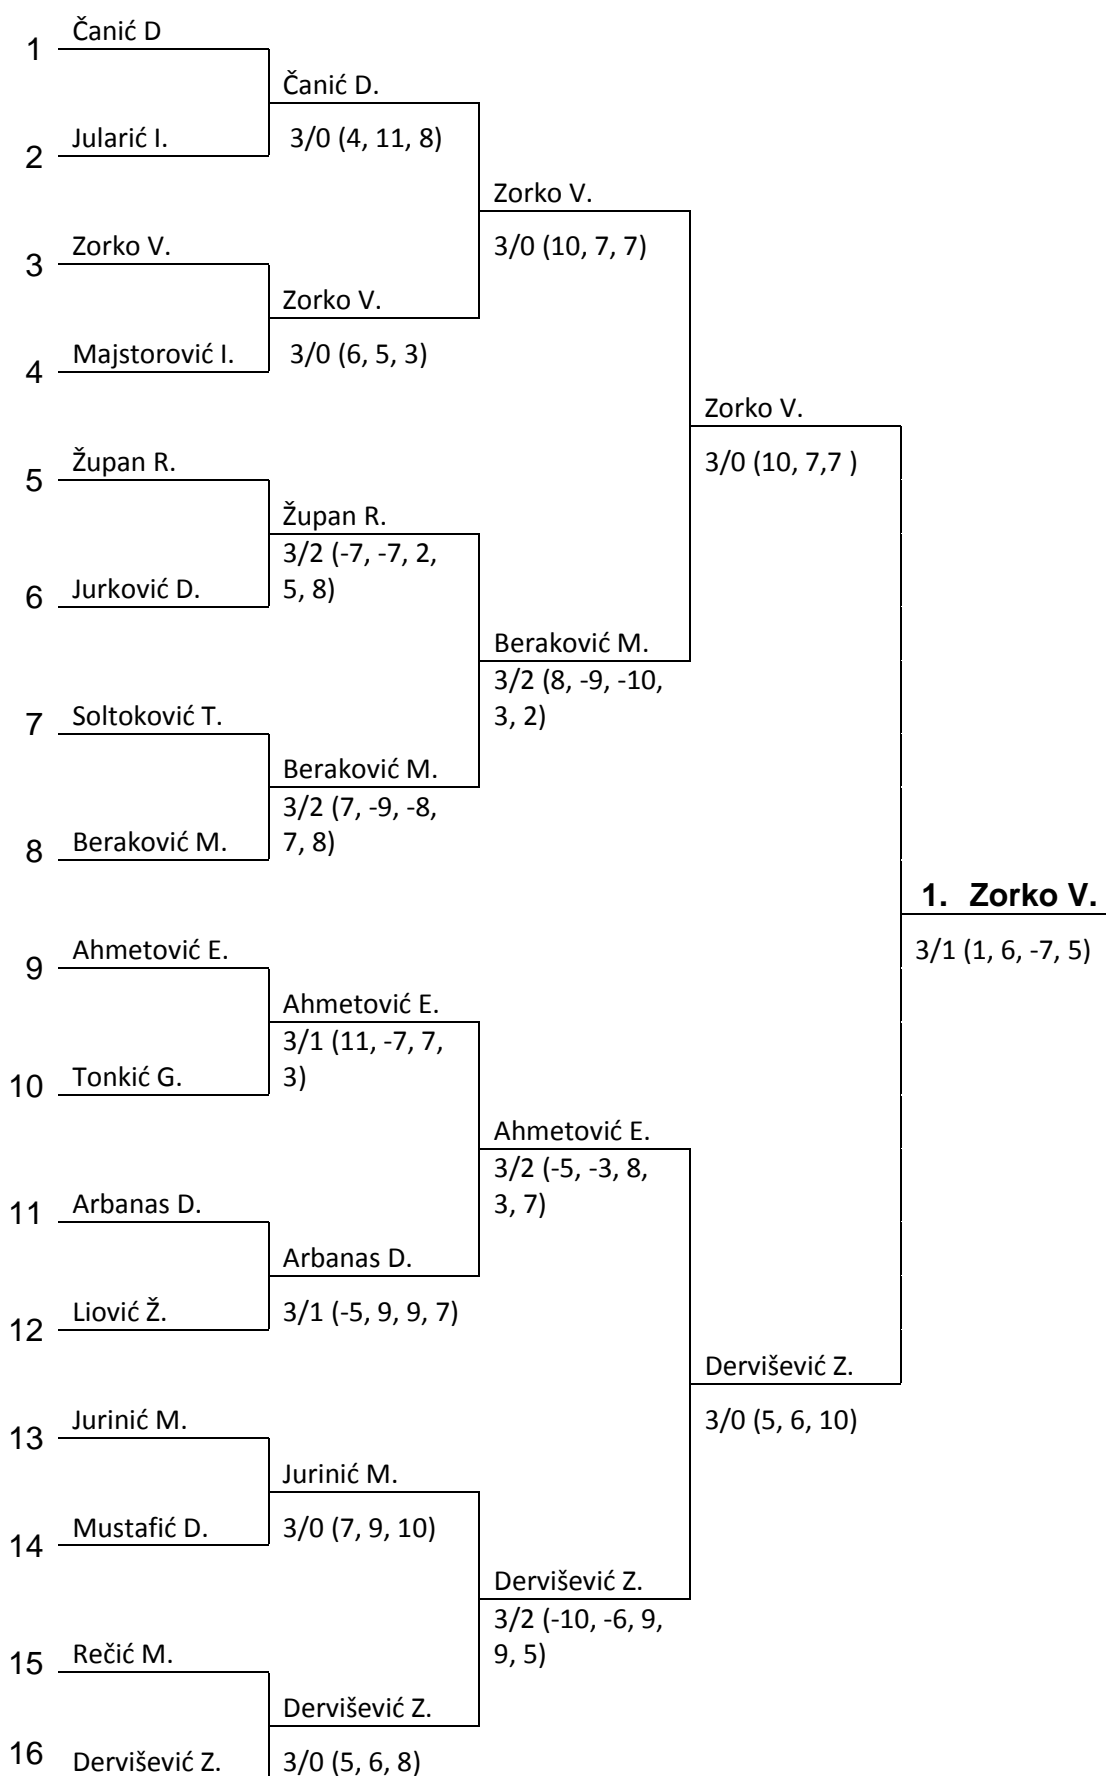 1 Čanić D
Čanić D.
2 Jularić I.
3/0 (4, 11, 8)
Zorko V.
3 Zorko V.
3/0 (10, 7, 7)
Zorko V.
4 Majstorović I.
3/0 (6, 5, 3)
Zorko V.
5 Župan R.
3/0 (10, 7,7 )
Župan R.
3/2 (-7, -7, 2,
5, 8)
6 Jurković D.
Beraković M.
3/2 (8, -9, -10,
3, 2)
7 Soltoković T.
Beraković M.
3/2 (7, -9, -8,
7, 8)
8 Beraković M.
1. Zorko V.
3/1 (1, 6, -7, 5)
9 Ahmetović E.
Ahmetović E.
3/1 (11, -7, 7,
3)
10 Tonkić G.
Ahmetović E.
3/2 (-5, -3, 8,
3, 7)
11 Arbanas D.
Arbanas D.
12 Liović Ž.
3/1 (-5, 9, 9, 7)
Dervišević Z.
3/0 (5, 6, 10)
13 Jurinić M.
Jurinić M.
14 Mustafić D.
3/0 (7, 9, 10)
Dervišević Z.
3/2 (-10, -6, 9,
9, 5)
15 Rečić M.
Dervišević Z.
16 Dervišević Z.
3/0 (5, 6, 8)